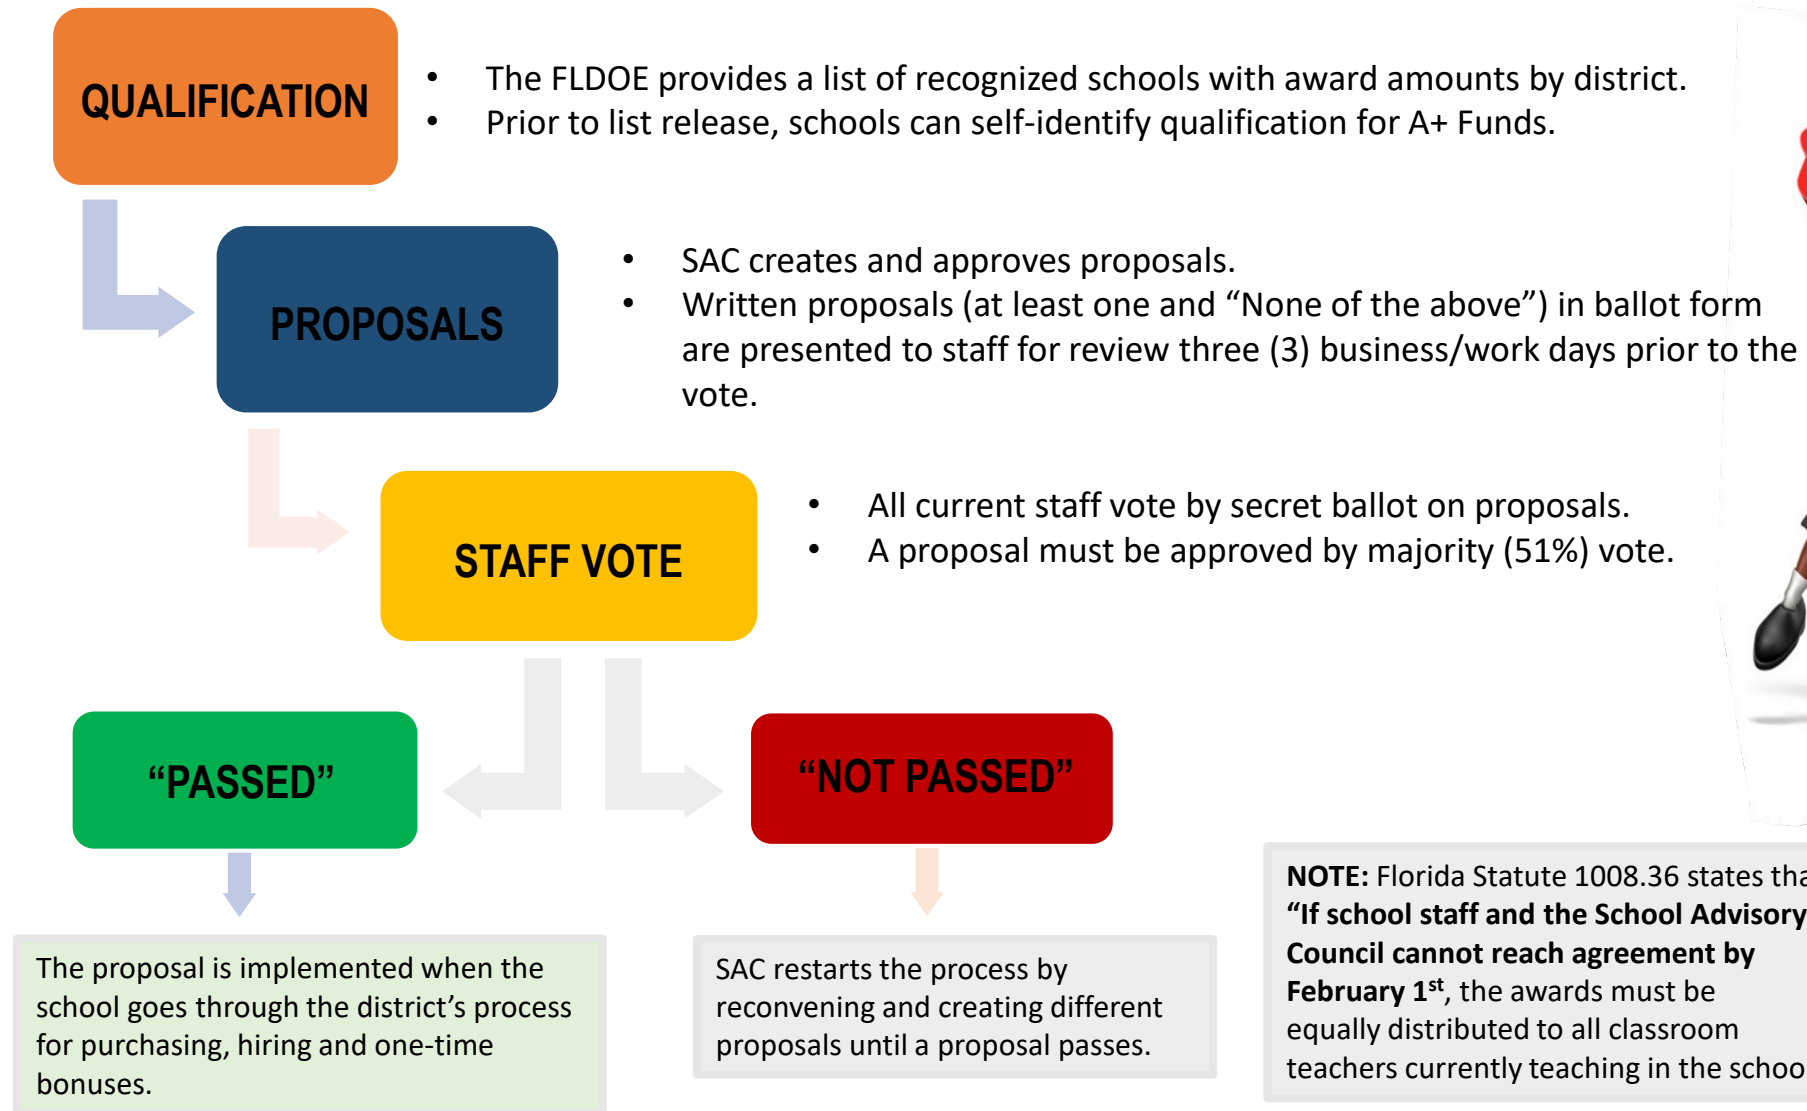 QUALIFICATION
• The FLDOE provides a list of recognized schools with award amounts by district.
• Prior to list release, schools can self-identify qualification for A+ Funds.
PROPOSALS
• SAC creates and approves proposals.
• Written proposals (at least one and “None of the above”) in ballot form
are presented to staff for review three (3) business/work days prior to the
vote.
STAFF VOTE
• All current staff vote by secret ballot on proposals.
• A proposal must be approved by majority (51%) vote.
“PASSED”
“NOT PASSED”
The proposal is implemented when the
school goes through the district’s process
for purchasing, hiring and one-time
bonuses.
SAC restarts the process by
reconvening and creating different
proposals until a proposal passes.
NOTE: Florida Statute 1008.36 states tha
“If school staff and the School Advisory
Council cannot reach agreement by
February 1st, the awards must be
equally distributed to all classroom
teachers currently teaching in the schoo